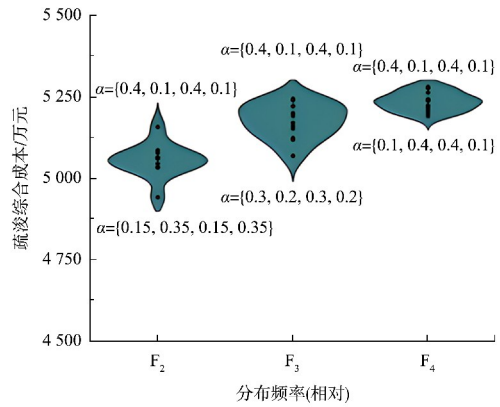 5 500
α={0.4, 0.1, 0.4, 0.1}
α={0.4, 0.1, 0.4, 0.1}
α={0.4, 0.1, 0.4, 0.1}
5 250
α={0.1, 0.4, 0.4, 0.1}
5 000
α={0.3, 0.2, 0.3, 0.2}
α={0.15, 0.35, 0.15, 0.35}
4 750
4 500
疏浚综合成本/万元
F₂
F₃
F₄
分布频率(相对)